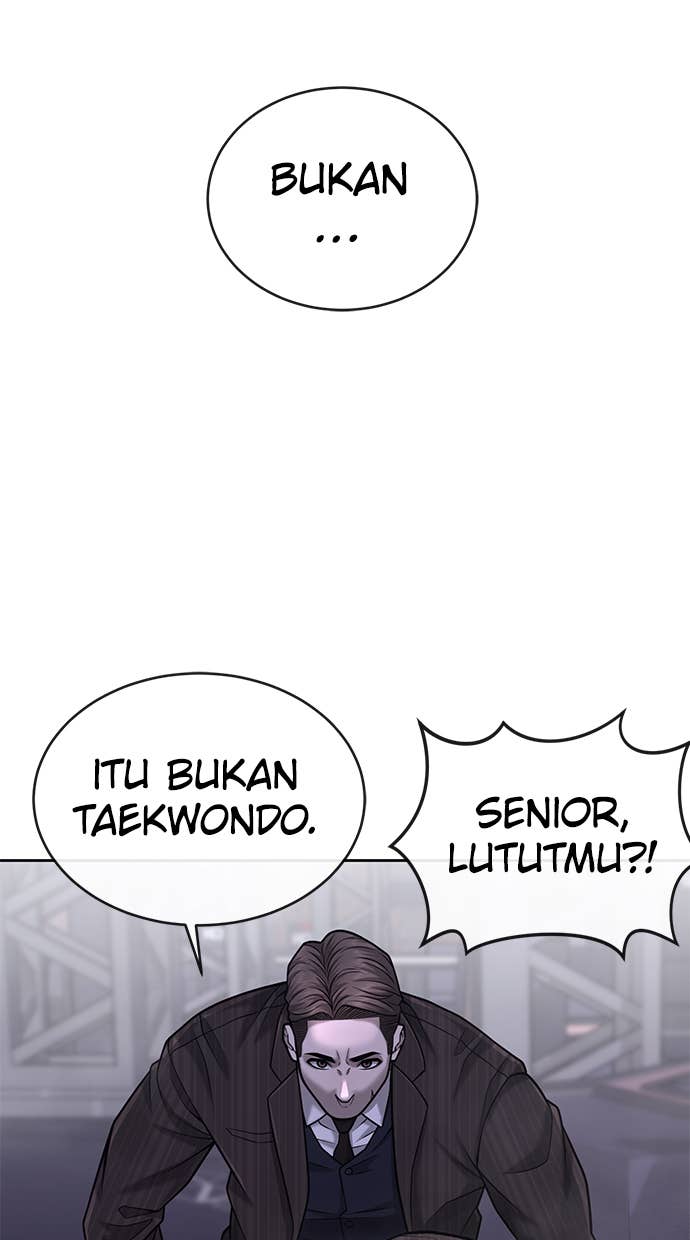 BUKAN
...
ITU BUKAN
TAEKWONDO.
SENIOR,
LUTUTMU?!